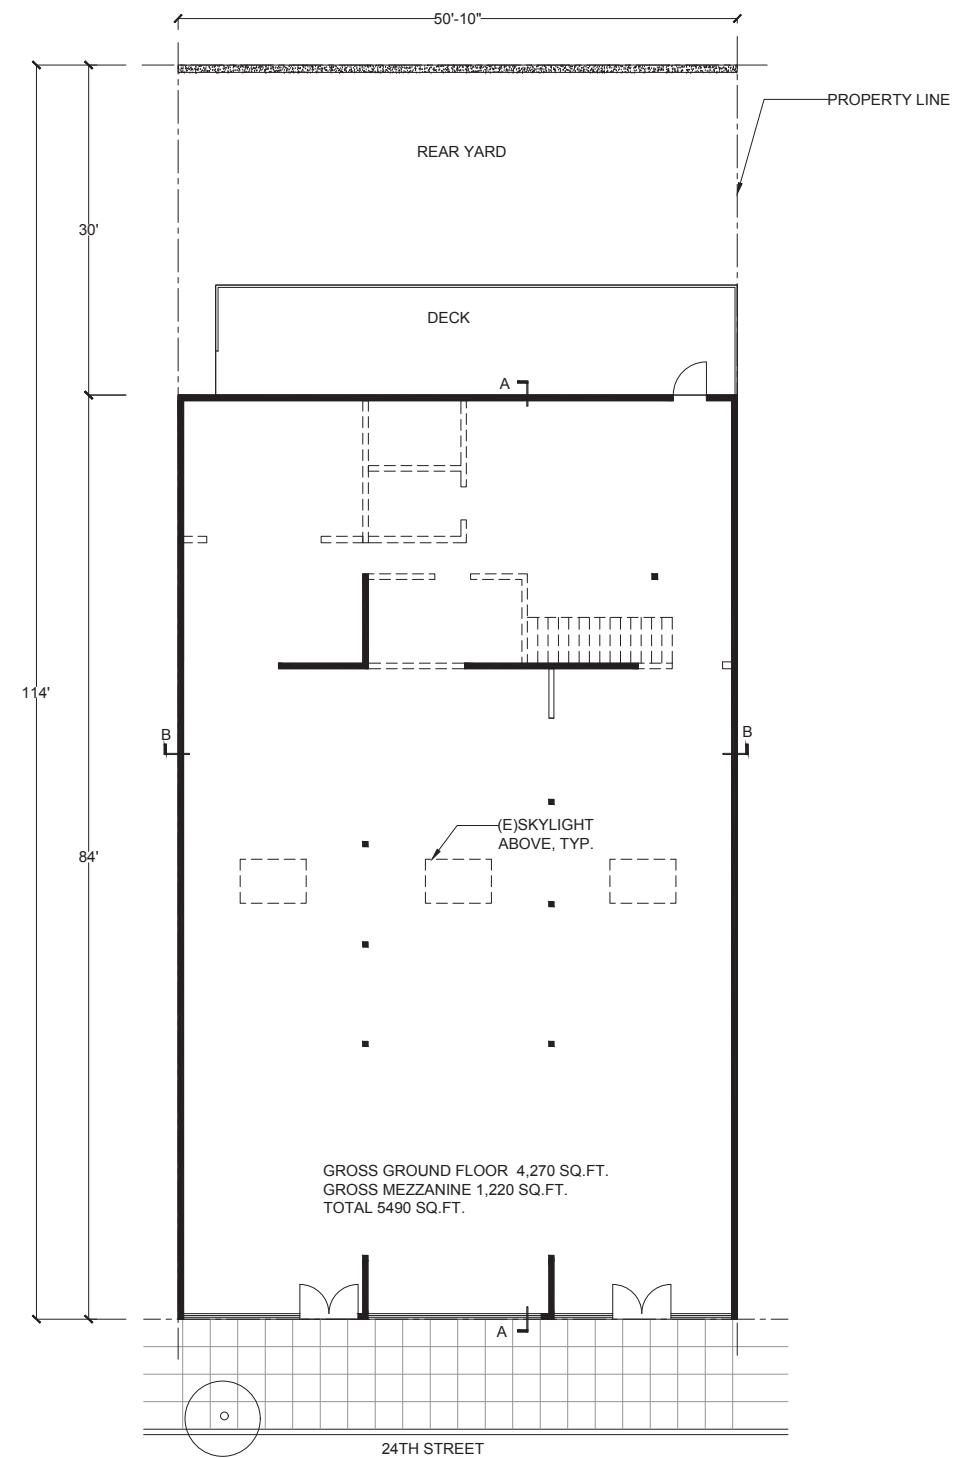 50'-10"
PROPERTY LINE
REAR YARD
30'
DECK
A
114'
B
B
(E)SKYLIGHT
ABOVE, TYP.
84'
GROSS GROUND FLOOR 4,270 SQ.FT.
GROSS MEZZANINE 1,220 SQ.FT.
TOTAL 5490 SQ.FT.
A
24TH STREET